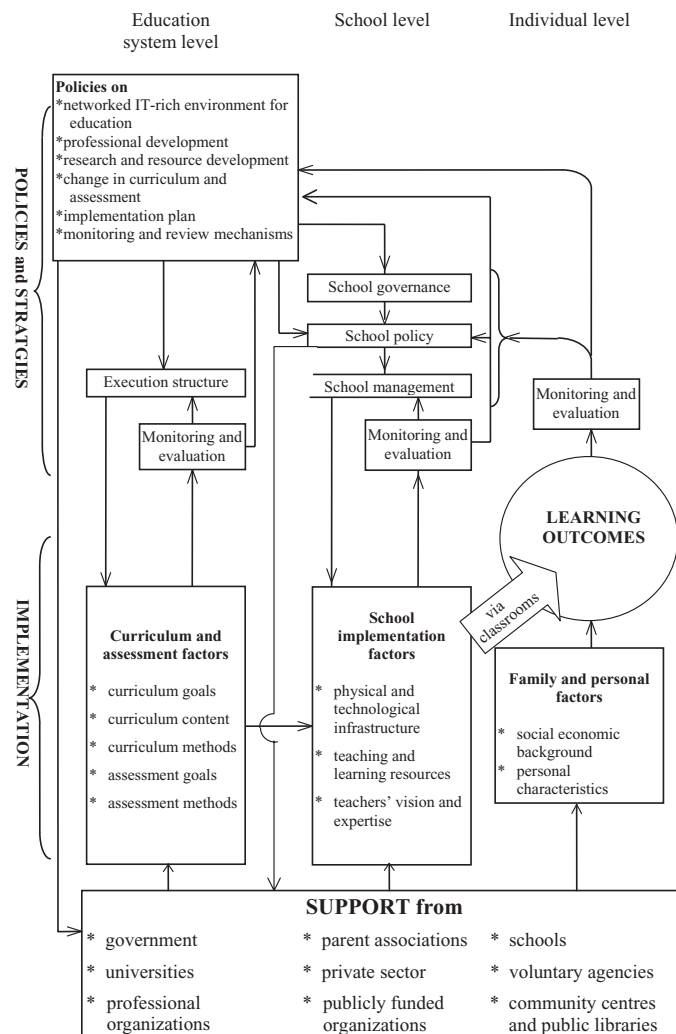 Education
system level
School level
Individual level
Policies on
*networked IT-rich environment for
education
*professional development
*research and resource development
*change in curriculum and
assessment
*implementation plan
*monitoring and review mechanisms
POLICIES and STRATGIES
School governance
School policy
Execution structure
School management
Monitoring and
evaluation
Monitoring and
evaluation
Monitoring and
evaluation
LEARNING
OUTCOMES
via
classrooms
IMPLEMENTATION
Curriculum and
assessment factors
* curriculum goals
* curriculum content
* curriculum methods
* assessment goals
* assessment methods
School
implementation
factors
* physical and
technological
infrastructure
* teaching and
learning resources
* teachers’ vision and
expertise
Family and personal
factors
* social economic
background
* personal
characteristics
SUPPORT from
* government
* universities
* professional
organizations
* parent associations
* private sector
* publicly funded
organizations
* schools
* voluntary agencies
* community centres
and public libraries